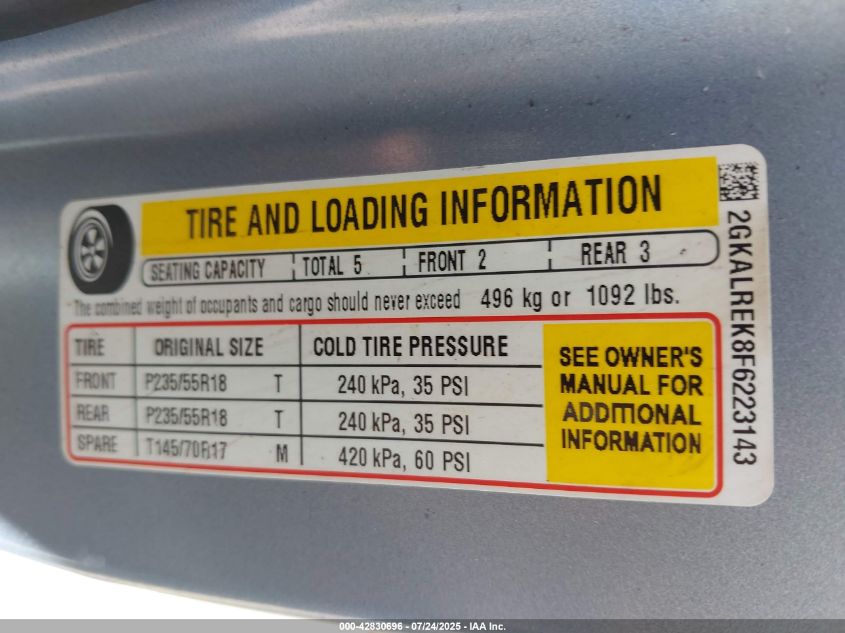 TIRE AND LOADING INFORMATION
SEATING CAPACITY TOTAL 5 FRONT 2 REAR 3
The combined weight of occupants and cargo should never exceed 496 kg or 1092 lbs.
TIRE ORIGINAL SIZE COLD TIRE PRESSURE
FRONT P235/55R18 T 240 kPa, 35 PSI
REAR P235/55R18 T 240 kPa, 35 PSI
SPARE T145/70R17 M 420 kPa, 60 PSI
SEE OWNER'S
MANUAL FOR
ADDITIONAL
INFORMATION
2GKALREK8F6223143
000-42830696 - 07/24/2025 - IAA Inc.